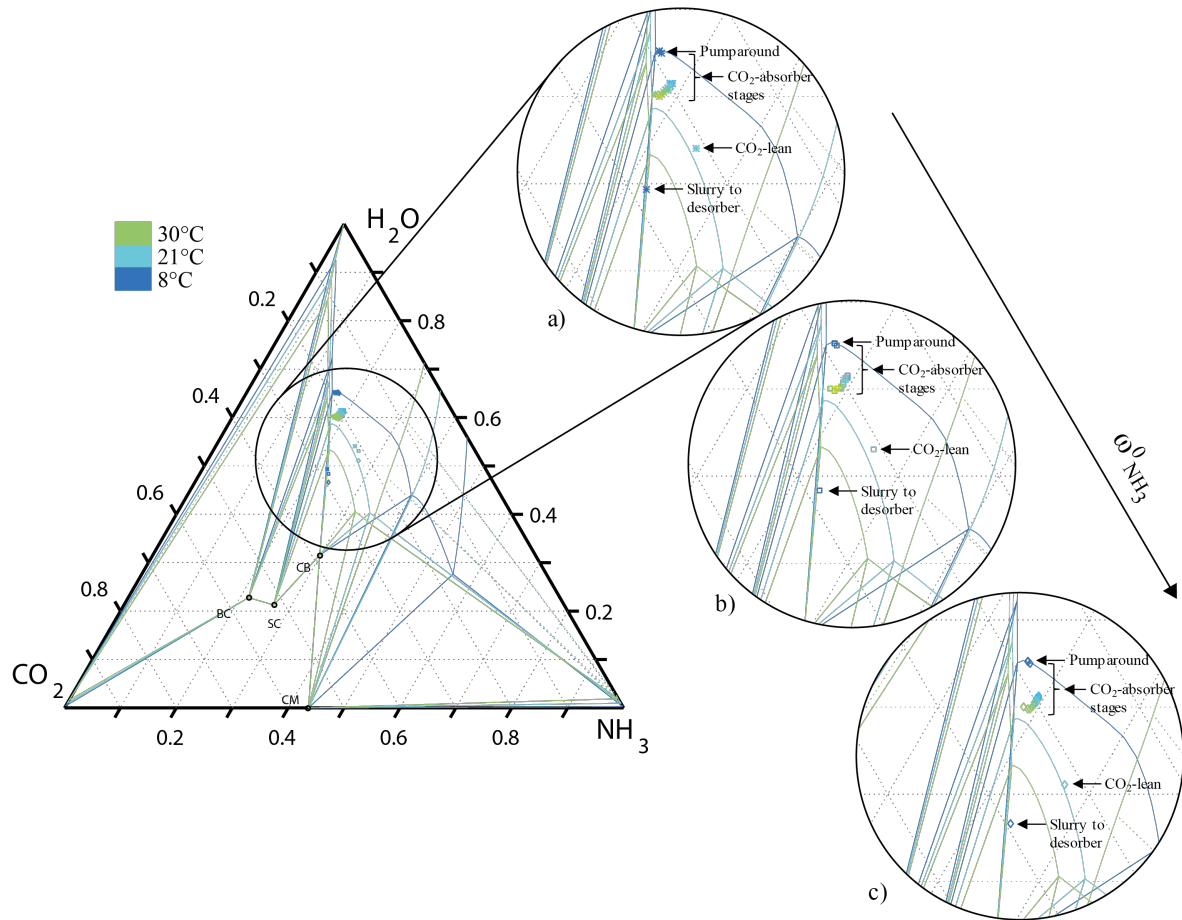 Pumparound
CO2-absorber
stages
CO2-lean
Slurry to
desorber
a)
H2O
30°C
21°C
8°C
0.2
0.4
0.6
0.8
0.8
0.6
0.4
0.2
CB
BC
SC
CM
CO2
NH3
0.2
0.4
0.6
0.8
Pumparound
CO2-absorber
stages
CO2-lean
Slurry to
desorber
b)
ω0NH3
Pumparound
CO2-absorber
stages
CO2-lean
Slurry to
desorber
c)